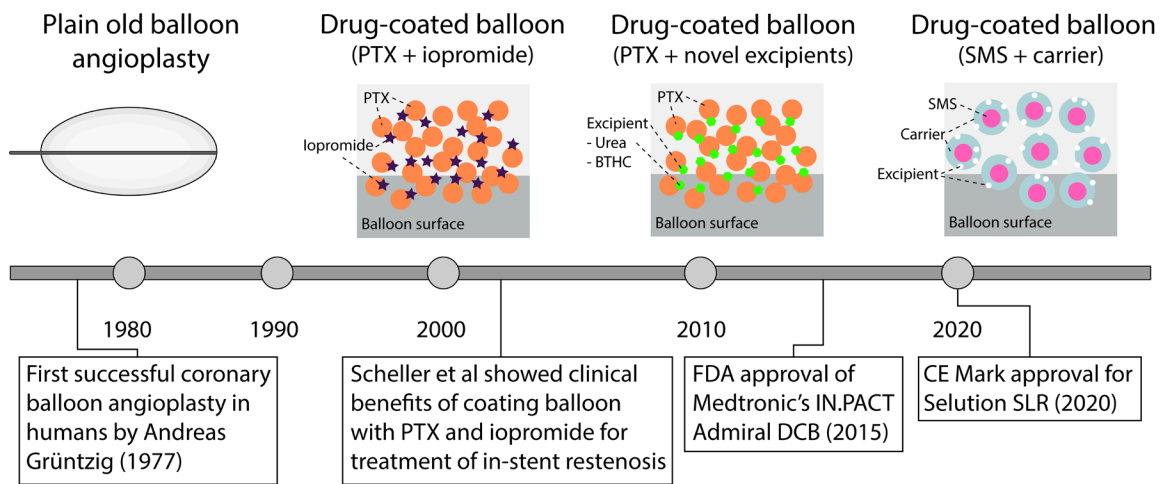 Plain old balloon
angioplasty
Drug-coated balloon
(PTX + iopromide)
Drug-coated balloon
(PTX + novel excipients)
Drug-coated balloon
(SMS + carrier)
PTX
Iopromide
Balloon surface
PTX
Excipient
- Urea
- BTHC
Balloon surface
SMS
Carrier
Excipient
Balloon surface
1980
1990
2000
2010
2020
First successful coronary
balloon angioplasty in
humans by Andreas
Grüntzig (1977)
Scheller et al showed clinical
benefits of coating balloon
with PTX and iopromide for
treatment of in-stent restenosis
FDA approval of
Medtronic's IN.PACT
Admiral DCB (2015)
CE Mark approval for
Selution SLR (2020)